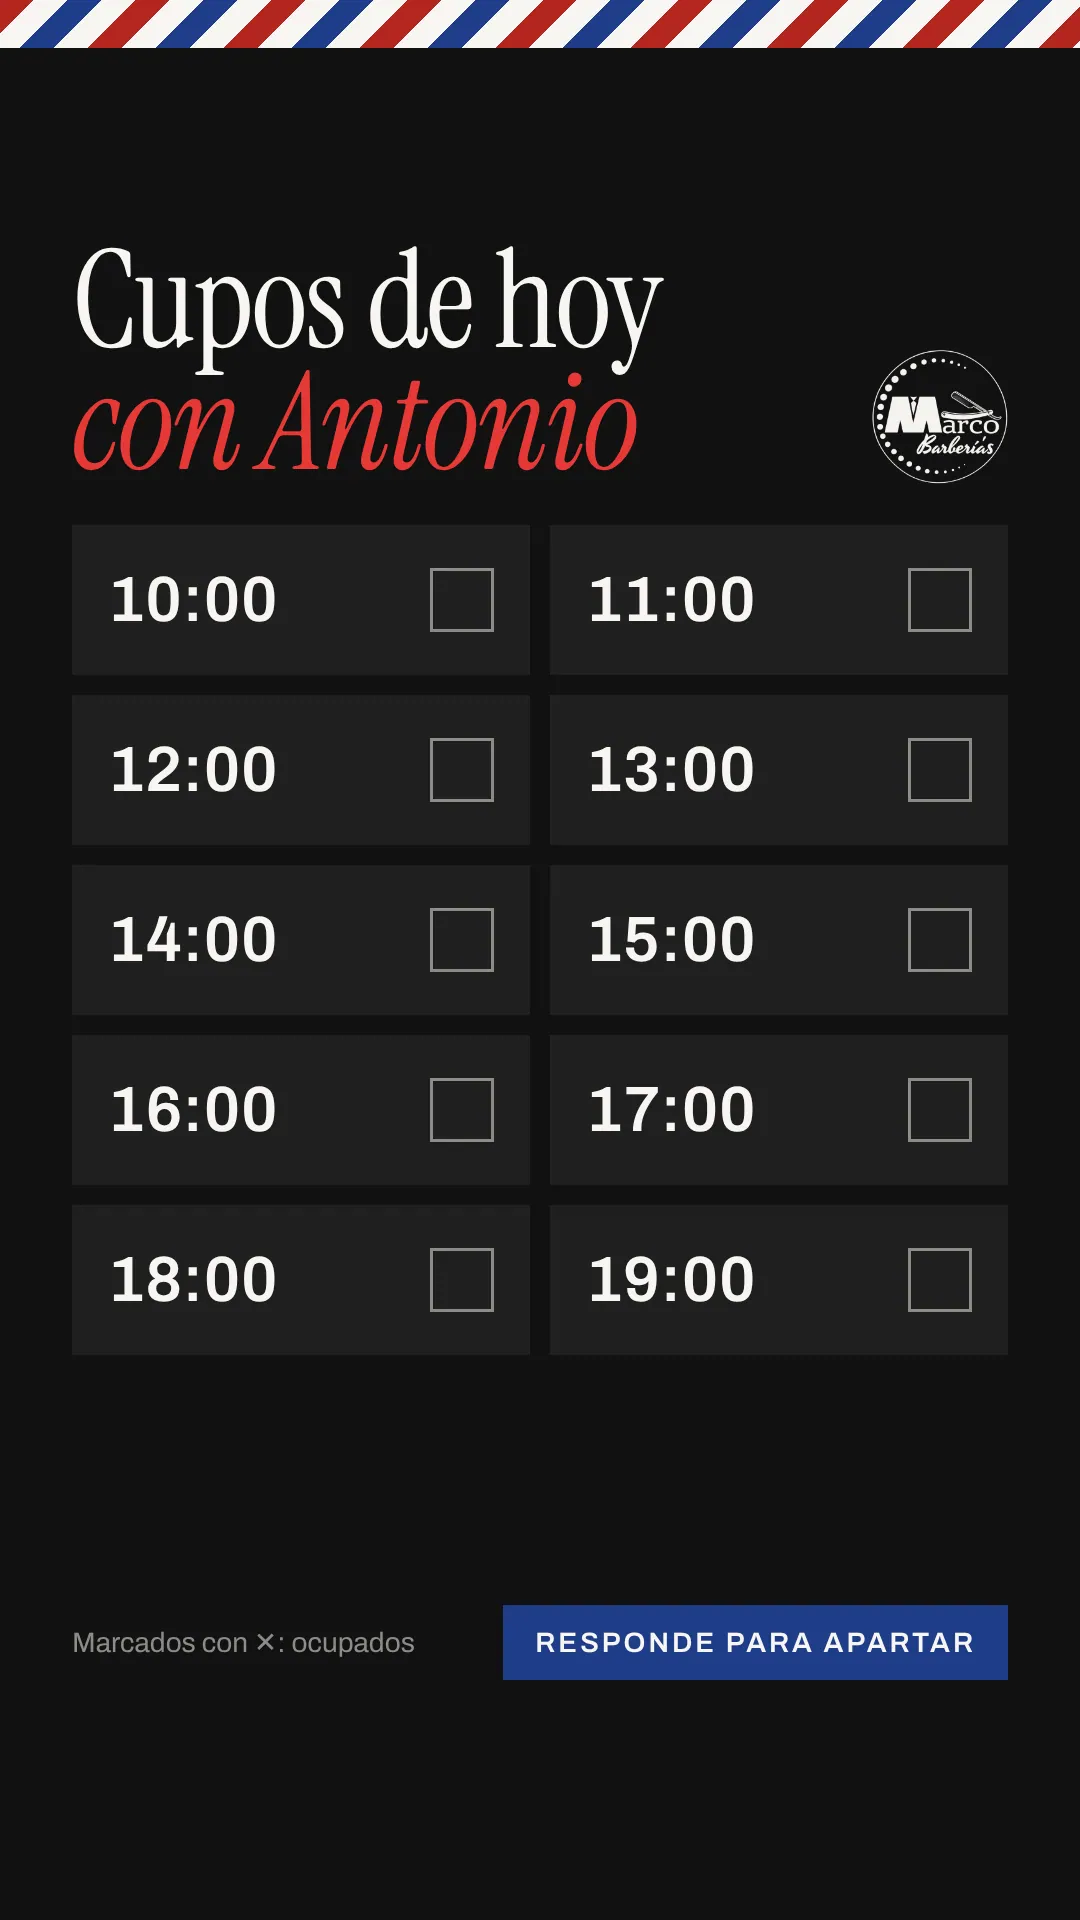 Cupos de hoy
con Antonio
Marco
Barberías
10:00
11:00
12:00
13:00
14:00
15:00
16:00
17:00
18:00
19:00
Marcados con ✕: ocupados
RESPONDE PARA APARTAR